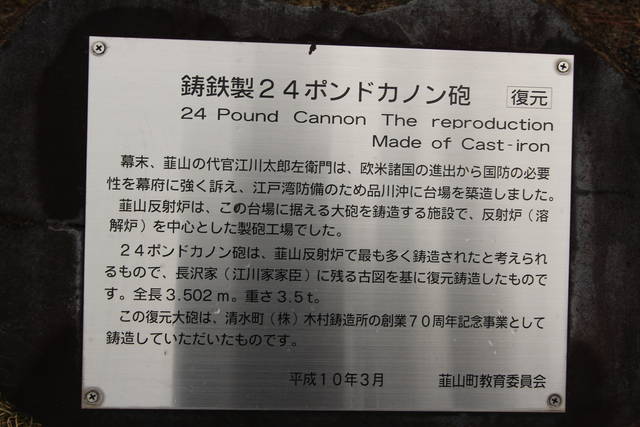 鋳鉄製２４ポンドカノン砲 復元
24 Pound Cannon The reproduction
Made of Cast-iron
幕末、韮山の代官江川太郎左衛門は、欧米諸国の進出から国防の必要
性を幕府に強く訴え、江戸湾防備のため品川沖に台場を築造しました。
韮山反射炉は、この台場に据える大砲を鋳造する施設で、反射炉（溶
解炉）を中心とした製砲工場でした。
２４ポンドカノン砲は、韮山反射炉で最も多く鋳造されたと考えられ
るもので、長沢家（江川家家臣）に残る古図を基に復元鋳造したもので
す。全長３.５０２ｍ。重さ３.５ｔ。
この復元大砲は、清水町（株）木村鋳造所の創業７０周年記念事業として
鋳造していただいたものです。
平成１０年３月 韮山町教育委員会